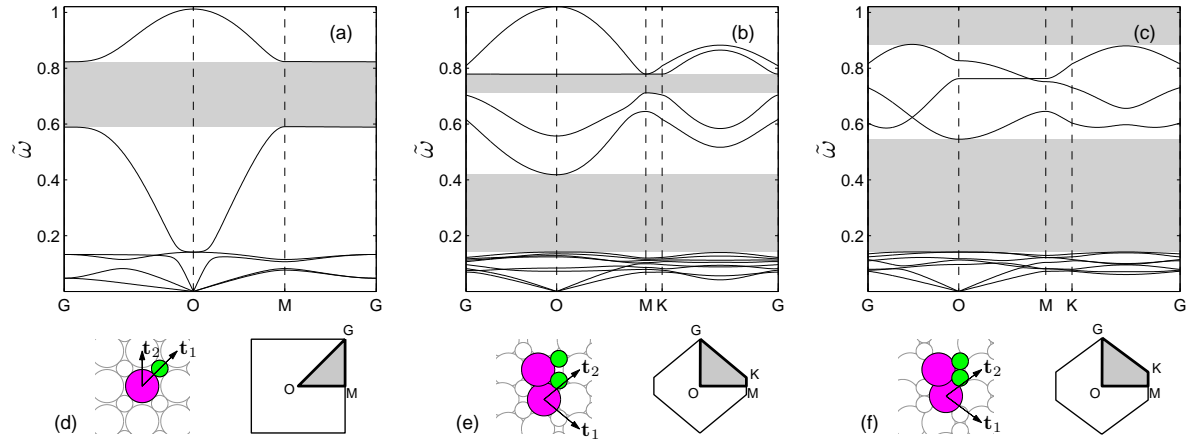 (a) (b) (c)
1 1 1
0.8 0.8 0.8
0.6 0.6 0.6
0.4 0.4 0.4
0.2 0.2 0.2
ω̃ ω̃ ω̃
G O M G G O M K G G O M K G
(d) t₂ t₁ G O M
(e) t₂ t₁ G K O M
(f) t₂ t₁ G K O M